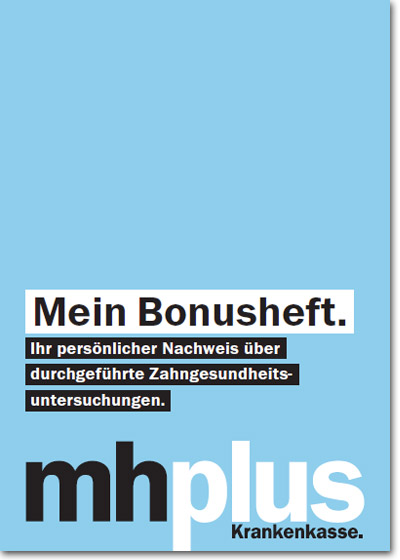 Mein Bonusheft.
Ihr persönlicher Nachweis über
durchgeführte Zahngesundheits-
untersuchungen.
mhplus
Krankenkasse.